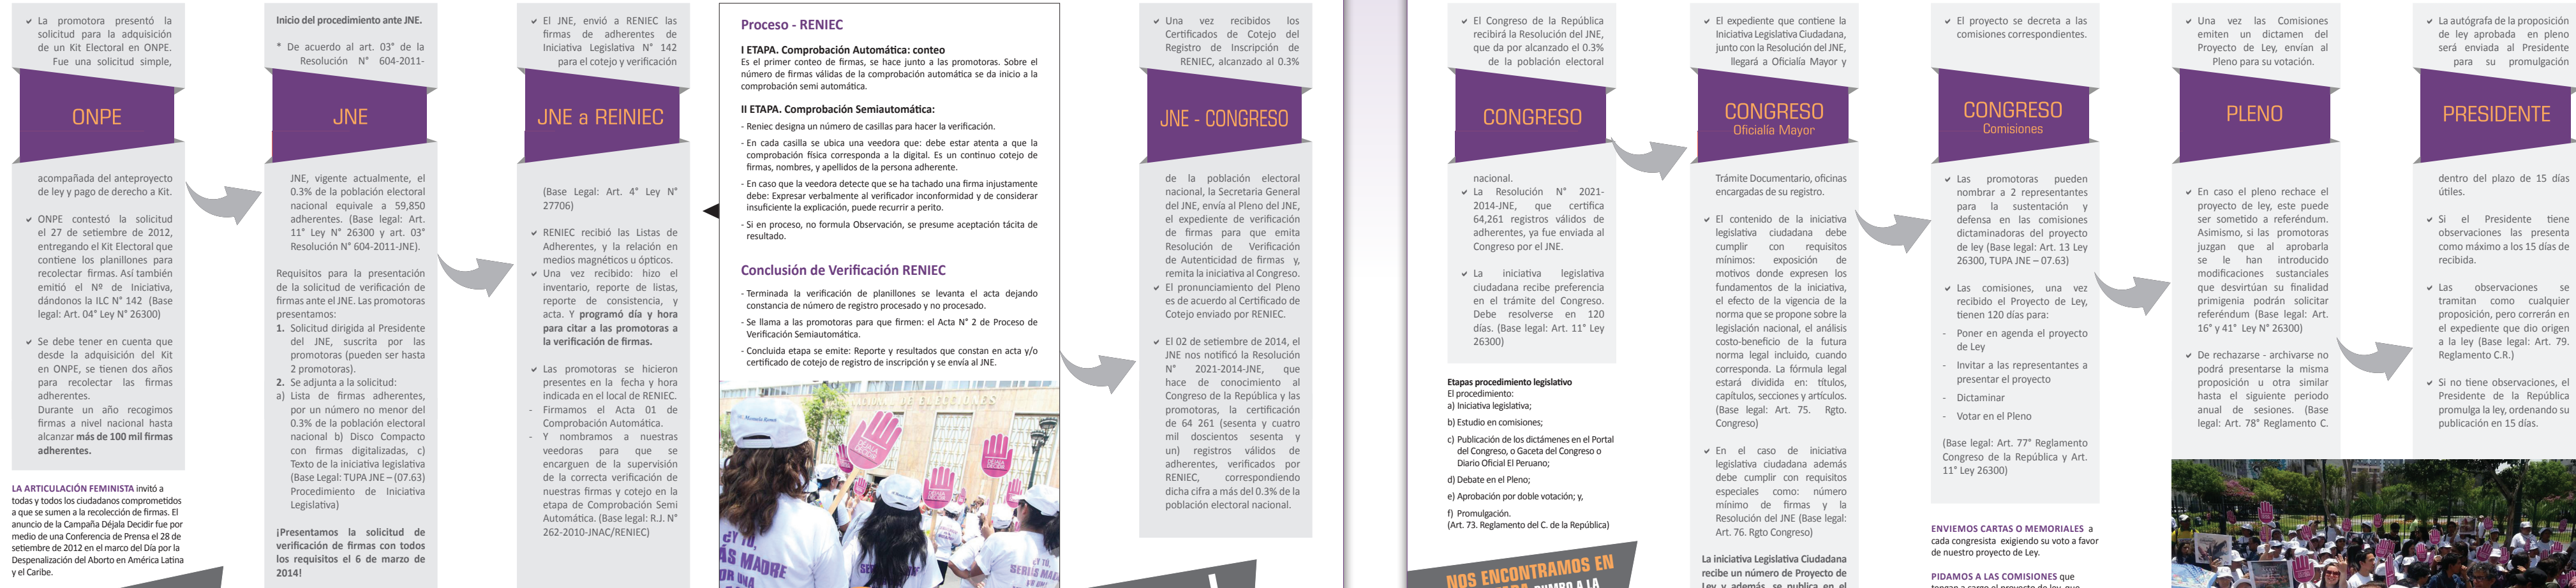 ✔ La promotora presentó la
solicitud para la adquisición
de un Kit Electoral en ONPE.
Fue una solicitud simple,
ONPE
acompañada del anteproyecto
de ley y pago de derecho a Kit.
✔ ONPE contestó la solicitud
el 27 de setiembre de 2012,
entregando el Kit Electoral que
contiene los planillones para
recolectar firmas. Así también
emitió el Nº de Iniciativa,
dándonos la ILC N° 142 (Base
legal: Art. 04° Ley N° 26300)
✔ Se debe tener en cuenta que
desde la adquisición del Kit
en ONPE, se tienen dos años
para recolectar las firmas
adherentes.
Durante un año recogimos
firmas a nivel nacional hasta
alcanzar más de 100 mil firmas
adherentes.
LA ARTICULACIÓN FEMINISTA invitó a
todas y todos los ciudadanos comprometidos
a que se sumen a la recolección de firmas. El
anuncio de la Campaña Déjala Decidir fue por
medio de una Conferencia de Prensa el 28 de
setiembre de 2012 en el marco del Día por la
Despenalización del Aborto en América Latina
y el Caribe.
Inicio del procedimiento ante JNE.
* De acuerdo al art. 03° de la
Resolución N° 604-2011-
JNE
JNE, vigente actualmente, el
0.3% de la población electoral
nacional equivale a 59,850
adherentes. (Base legal: Art.
11° Ley N° 26300 y art. 03°
Resolución N° 604-2011-JNE).
Requisitos para la presentación
de la solicitud de verificación de
firmas ante el JNE. Las promotoras
presentamos:
1. Solicitud dirigida al Presidente
del JNE, suscrita por las
promotoras (pueden ser hasta
2 promotoras).
2. Se adjunta a la solicitud:
a) Lista de firmas adherentes,
por un número no menor del
0.3% de la población electoral
nacional b) Disco Compacto
con firmas digitalizadas, c)
Texto de la iniciativa legislativa
(Base Legal: TUPA JNE – (07.63)
Procedimiento de Iniciativa
Legislativa)
¡Presentamos la solicitud de
verificación de firmas con todos
los requisitos el 6 de marzo de
2014!
✔ El JNE, envió a RENIEC las
firmas de adherentes de
Iniciativa Legislativa N° 142
para el cotejo y verificación
JNE a REINIEC
(Base Legal: Art. 4° Ley N°
27706)
✔ RENIEC recibió las Listas de
Adherentes, y la relación en
medios magnéticos u ópticos.
✔ Una vez recibido: hizo el
inventario, reporte de listas,
reporte de consistencia, y
acta. Y programó día y hora
para citar a las promotoras a
la verificación de firmas.
✔ Las promotoras se hicieron
presentes en la fecha y hora
indicada en el local de RENIEC.
- Firmamos el Acta 01 de
Comprobación Automática.
- Y nombramos a nuestras
veedoras para que se
encarguen de la supervisión
de la correcta verificación de
nuestras firmas y cotejo en la
etapa de Comprobación Semi
Automática. (Base legal: R.J. N°
262-2010-JNAC/RENIEC)
Proceso - RENIEC
I ETAPA. Comprobación Automática: conteo
Es el primer conteo de firmas, se hace junto a las promotoras. Sobre el
número de firmas válidas de la comprobación automática se da inicio a la
comprobación semi automática.
II ETAPA. Comprobación Semiautomática:
- Reniec designa un número de casillas para hacer la verificación.
- En cada casilla se ubica una veedora que: debe estar atenta a que la
comprobación física corresponda a la digital. Es un continuo cotejo de
firmas, nombres, y apellidos de la persona adherente.
- En caso que la veedora detecte que se ha tachado una firma injustamente
debe: Expresar verbalmente al verificador inconformidad y de considerar
insuficiente la explicación, puede recurrir a perito.
- Si en proceso, no formula Observación, se presume aceptación tácita de
resultado.
Conclusión de Verificación RENIEC
- Terminada la verificación de planillones se levanta el acta dejando
constancia de número de registro procesado y no procesado.
- Se llama a las promotoras para que firmen: el Acta N° 2 de Proceso de
Verificación Semiautomática.
- Concluida etapa se emite: Reporte y resultados que constan en acta y/o
certificado de cotejo de registro de inscripción y se envía al JNE.
DÉJALA DECIDIR
¿Y TÚ,
SERÍAS MADRE
POR UNA
✔ Una vez recibidos los
Certificados de Cotejo del
Registro de Inscripción de
RENIEC, alcanzado al 0.3%
JNE - CONGRESO
de la población electoral
nacional, la Secretaria General
del JNE, envía al Pleno del JNE,
el expediente de verificación
de firmas para que emita
Resolución de Verificación
de Autenticidad de firmas y,
remita la iniciativa al Congreso.
✔ El pronunciamiento del Pleno
es de acuerdo al Certificado de
Cotejo enviado por RENIEC.
✔ El 02 de setiembre de 2014, el
JNE nos notificó la Resolución
N° 2021-2014-JNE, que
hace de conocimiento al
Congreso de la República y las
promotoras, la certificación
de 64 261 (sesenta y cuatro
mil doscientos sesenta y
un) registros válidos de
adherentes, verificados por
RENIEC, correspondiendo
dicha cifra a más del 0.3% de la
población electoral nacional.
✔ El Congreso de la República
recibirá la Resolución del JNE,
que da por alcanzado el 0.3%
de la población electoral
CONGRESO
nacional.
✔ La Resolución N° 2021-
2014-JNE, que certifica
64,261 registros válidos de
adherentes, ya fue enviada al
Congreso por el JNE.
✔ La iniciativa legislativa
ciudadana recibe preferencia
en el trámite del Congreso.
Debe resolverse en 120
días. (Base legal: Art. 11° Ley
26300)
Etapas procedimiento legislativo
El procedimiento:
a) Iniciativa legislativa;
b) Estudio en comisiones;
c) Publicación de los dictámenes en el Portal
del Congreso, o Gaceta del Congreso o
Diario Oficial El Peruano;
d) Debate en el Pleno;
e) Aprobación por doble votación; y,
f) Promulgación.
(Art. 73. Reglamento del C. de la República)
NOS ENCONTRAMOS EN
RUMBO A LA
✔ El expediente que contiene la
Iniciativa Legislativa Ciudadana,
junto con la Resolución del JNE,
llegará a Oficialía Mayor y
CONGRESO
Oficialía Mayor
Trámite Documentario, oficinas
encargadas de su registro.
✔ El contenido de la iniciativa
legislativa ciudadana debe
cumplir con requisitos
mínimos: exposición de
motivos donde expresen los
fundamentos de la iniciativa,
el efecto de la vigencia de la
norma que se propone sobre la
legislación nacional, el análisis
costo-beneficio de la futura
norma legal incluido, cuando
corresponda. La fórmula legal
estará dividida en: títulos,
capítulos, secciones y artículos.
(Base legal: Art. 75. Rgto.
Congreso)
✔ En el caso de iniciativa
legislativa ciudadana además
debe cumplir con requisitos
especiales como: número
mínimo de firmas y la
Resolución del JNE (Base legal:
Art. 76. Rgto Congreso)
La iniciativa Legislativa Ciudadana
recibe un número de Proyecto de
Ley y además, se publica en el
✔ El proyecto se decreta a las
comisiones correspondientes.
CONGRESO
Comisiones
✔ Las promotoras pueden
nombrar a 2 representantes
para la sustentación y
defensa en las comisiones
dictaminadoras del proyecto
de ley (Base legal: Art. 13 Ley
26300, TUPA JNE – 07.63)
✔ Las comisiones, una vez
recibido el Proyecto de Ley,
tienen 120 días para:
- Poner en agenda el proyecto
de Ley
- Invitar a las representantes a
presentar el proyecto
- Dictaminar
- Votar en el Pleno
(Base legal: Art. 77° Reglamento
Congreso de la República y Art.
11° Ley 26300)
ENVIEMOS CARTAS O MEMORIALES a
cada congresista exigiendo su voto a favor
de nuestro proyecto de Ley.
PIDAMOS A LAS COMISIONES que
tengan a cargo el proyecto de ley, que
✔ Una vez las Comisiones
emiten un dictamen del
Proyecto de Ley, envían al
Pleno para su votación.
PLENO
✔ En caso el pleno rechace el
proyecto de ley, este puede
ser sometido a referéndum.
Asimismo, si las promotoras
juzgan que al aprobarla
se le han introducido
modificaciones sustanciales
que desvirtúan su finalidad
primigenia podrán solicitar
referéndum (Base legal: Art.
16° y 41° Ley N° 26300)
✔ De rechazarse - archivarse no
podrá presentarse la misma
proposición u otra similar
hasta el siguiente periodo
anual de sesiones. (Base
legal: Art. 78° Reglamento C.
✔ La autógrafa de la proposición
de ley aprobada en pleno
será enviada al Presidente
para su promulgación
PRESIDENTE
dentro del plazo de 15 días
útiles.
✔ Si el Presidente tiene
observaciones las presenta
como máximo a los 15 días de
recibida.
✔ Las observaciones se
tramitan como cualquier
proposición, pero correrán en
el expediente que dio origen
a la ley (Base legal: Art. 79.
Reglamento C.R.)
✔ Si no tiene observaciones, el
Presidente de la República
promulga la ley, ordenando su
publicación en 15 días.